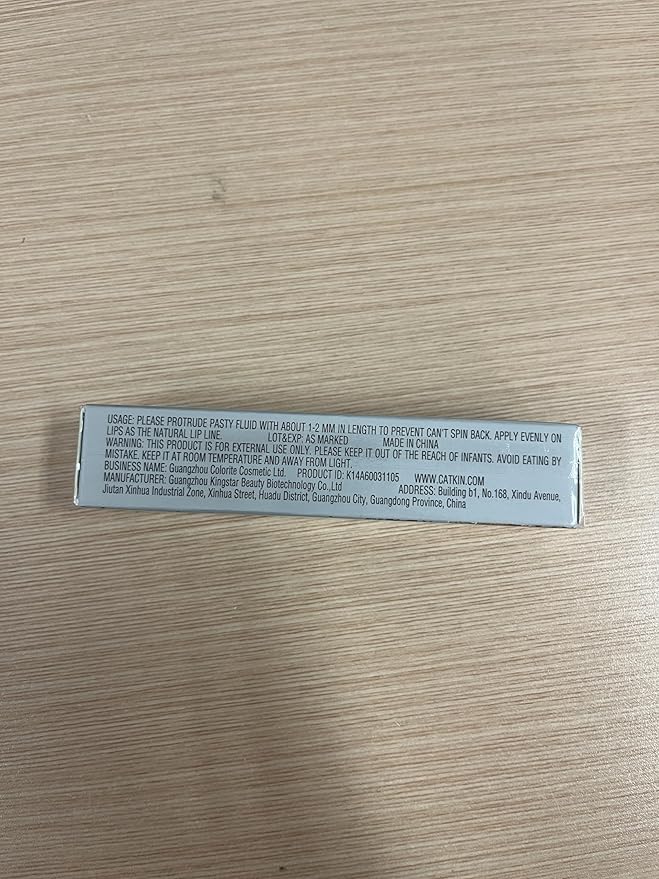 USAGE: PLEASE PROTRUDE PASTY FLUID WITH ABOUT 1-2 MM IN LENGTH TO PREVENT CAN'T SPIN BACK. APPLY EVENLY ON
LIPS AS THE NATURAL LIP LINE. LOT&EXP: AS MARKED MADE IN CHINA
WARNING: THIS PRODUCT IS FOR EXTERNAL USE ONLY. PLEASE KEEP IT OUT OF THE REACH OF INFANTS. AVOID EATING BY
MISTAKE. KEEP IT AT ROOM TEMPERATURE AND AWAY FROM LIGHT.
BUSINESS NAME: Guangzhou Colorite Cosmetic Ltd. PRODUCT ID: K14A60031105 WWW.CATKIN.COM
MANUFACTURER: Guangzhou Kingstar Beauty Biotechnology Co.,Ltd ADDRESS: Building b1, No.168, Xindu Avenue,
Jiutan Xinhua Industrial Zone, Xinhua Street, Huadu District, Guangzhou City, Guangdong Province, China